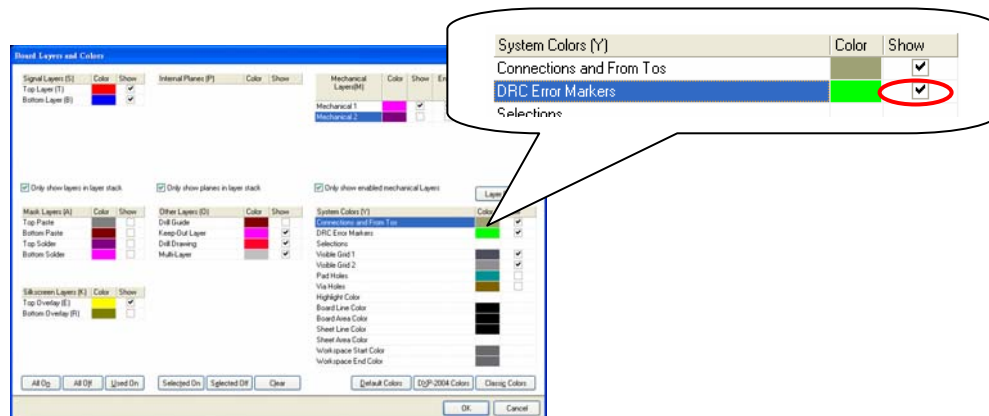 System Colors (Y) Color Show
Connections and From Tos
DRC Error Markers
Selections
Board Layers and Colors
Signal Layers (S) Color Show
Top Layer (T)
Bottom Layer (B)
Internal Planes (P) Color Show
Mechanical Layers(M) Color Show
Mechanical 1
Mechanical 2
Only show layers in layer stack
Only show planes in layer stack
Only show enabled mechanical Layers
Layer
Mask Layers (A) Color Show
Top Paste
Bottom Paste
Top Solder
Bottom Solder
Other Layers (O) Color Show
Drill Guide
Keep-Out Layer
Drill Drawing
Multi-Layer
System Colors (Y)
Connections and From Tos
DRC Error Markers
Selections
Visible Grid 1
Visible Grid 2
Pad Holes
Via Holes
Highlight Color
Board Line Color
Board Area Color
Sheet Line Color
Sheet Area Color
Workspace Start Color
Workspace End Color
Silkscreen Layers (K) Color Show
Top Overlay (E)
Bottom Overlay (R)
All On All Off Used On Selected On Selected Off Clear Default Colors DXP-2004 Colors Classic Colors
OK Cancel